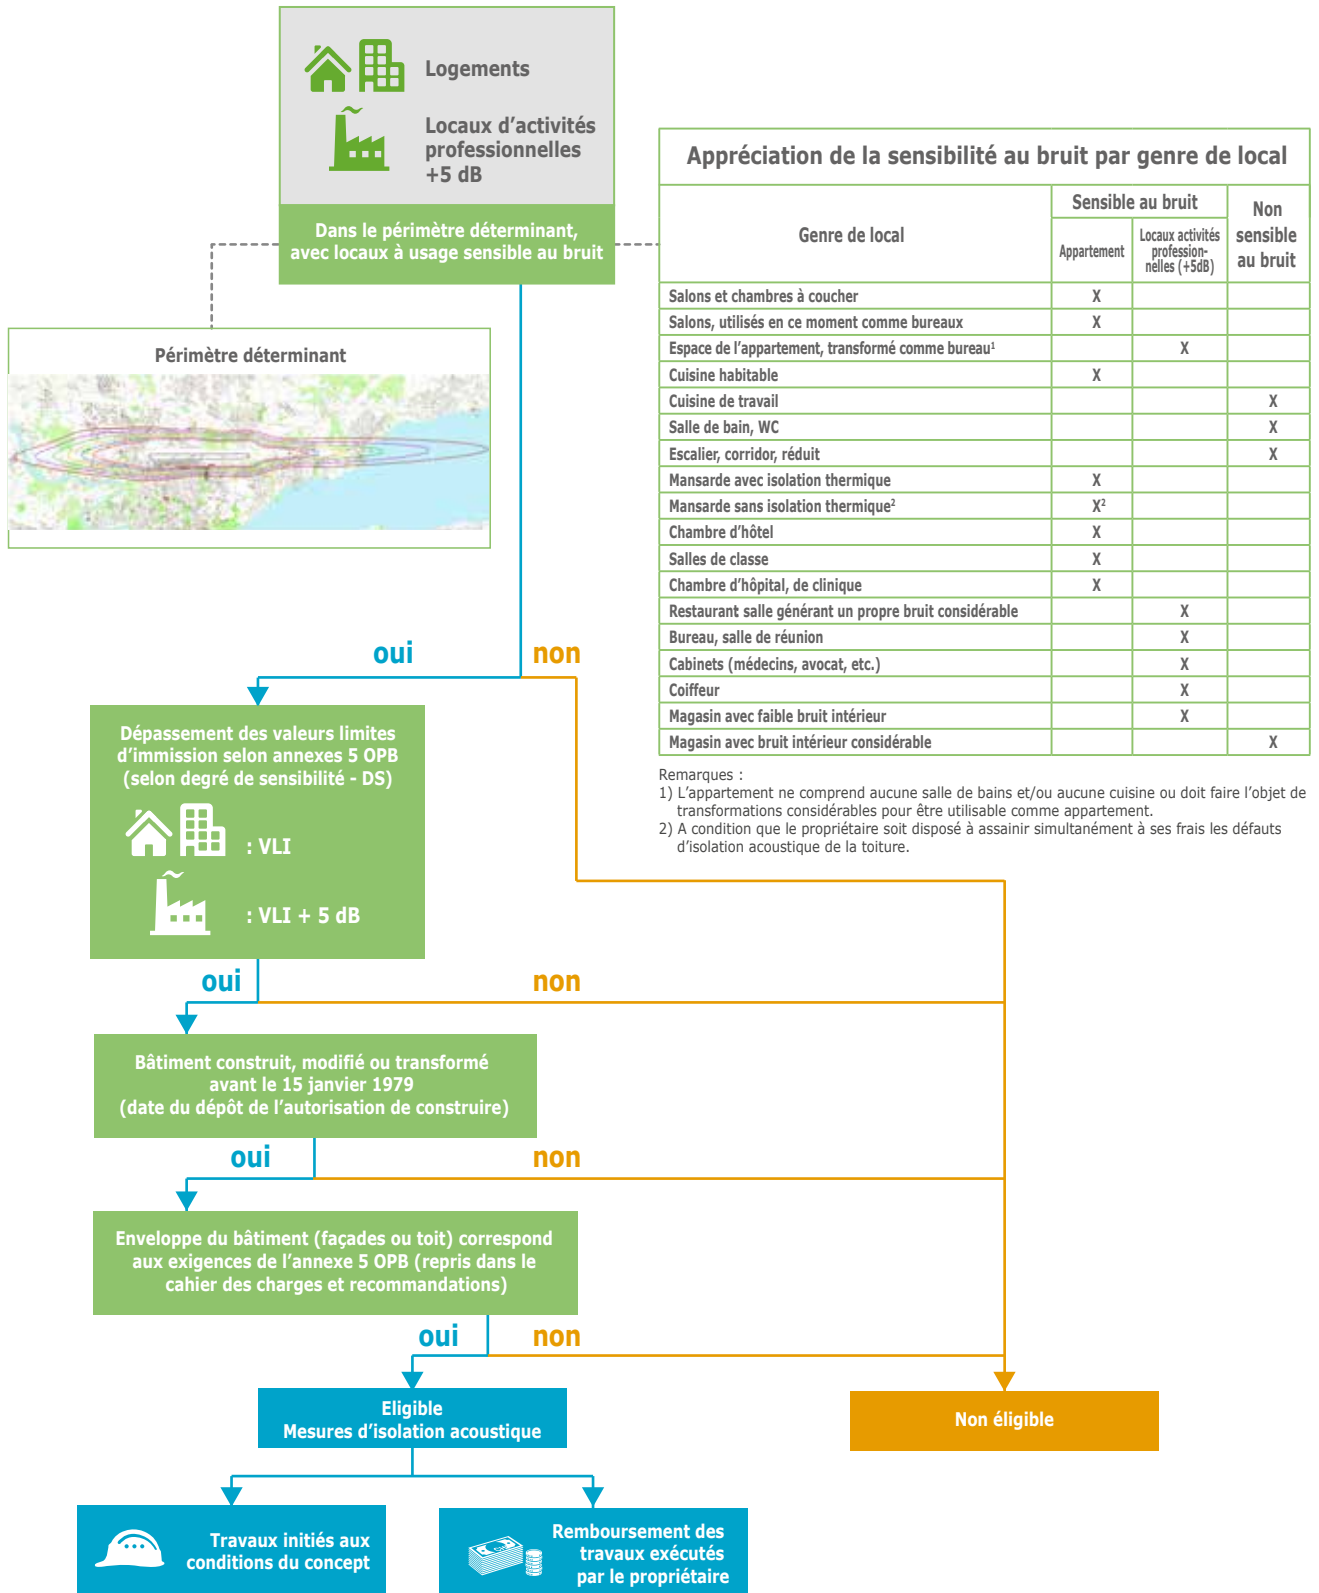 Logements
Locaux d’activités
professionnelles
+5 dB
Dans le périmètre déterminant,
avec locaux à usage sensible au bruit
Périmètre déterminant
Appréciation de la sensibilité au bruit par genre de local
Genre de local
Sensible au bruit
Non
sensible
au bruit
Appartement
Locaux activités
profession-
nelles (+5dB)
Salons et chambres à coucher X
Salons, utilisés en ce moment comme bureaux X
Espace de l’appartement, transformé comme bureau¹ X
Cuisine habitable X
Cuisine de travail X
Salle de bain, WC X
Escalier, corridor, réduit X
Mansarde avec isolation thermique X
Mansarde sans isolation thermique² X²
Chambre d’hôtel X
Salles de classe X
Chambre d’hôpital, de clinique X
Restaurant salle générant un propre bruit considérable X
Bureau, salle de réunion X
Cabinets (médecins, avocat, etc.) X
Coiffeur X
Magasin avec faible bruit intérieur X
Magasin avec bruit intérieur considérable X
Remarques :
1) L’appartement ne comprend aucune salle de bains et/ou aucune cuisine ou doit faire l’objet de
transformations considérables pour être utilisable comme appartement.
2) A condition que le propriétaire soit disposé à assainir simultanément à ses frais les défauts
d’isolation acoustique de la toiture.
oui non
Dépassement des valeurs limites
d’immission selon annexes 5 OPB
(selon degré de sensibilité - DS)
: VLI
: VLI + 5 dB
oui non
Bâtiment construit, modifié ou transformé
avant le 15 janvier 1979
(date du dépôt de l’autorisation de construire)
oui non
Enveloppe du bâtiment (façades ou toit) correspond
aux exigences de l’annexe 5 OPB (repris dans le
cahier des charges et recommandations)
oui non
Eligible
Mesures d’isolation acoustique
Non éligible
Travaux initiés aux
conditions du concept
Remboursement des
travaux exécutés
par le propriétaire